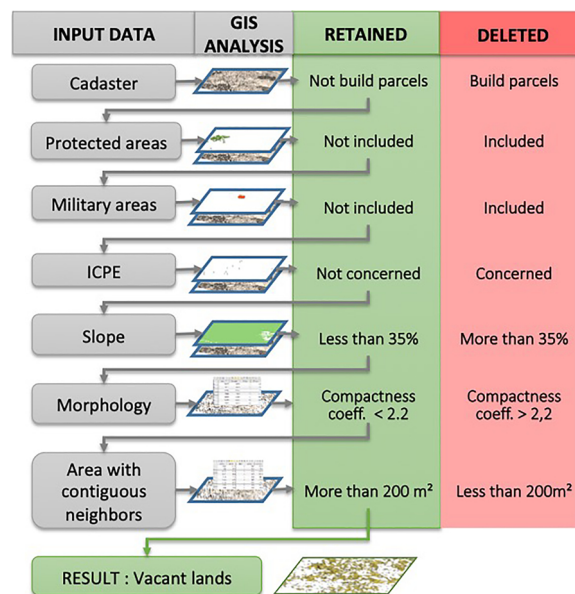 INPUT DATA
GIS
ANALYSIS
RETAINED
DELETED
Cadaster
Not build parcels
Build parcels
Protected areas
Not included
Included
Military areas
Not included
Included
ICPE
Not concerned
Concerned
Slope
Less than 35%
More than 35%
Morphology
Compactness
coeff. < 2.2
Compactness
coeff. > 2,2
Area with
contiguous
neighbors
More than 200 m²
Less than 200m²
RESULT : Vacant lands